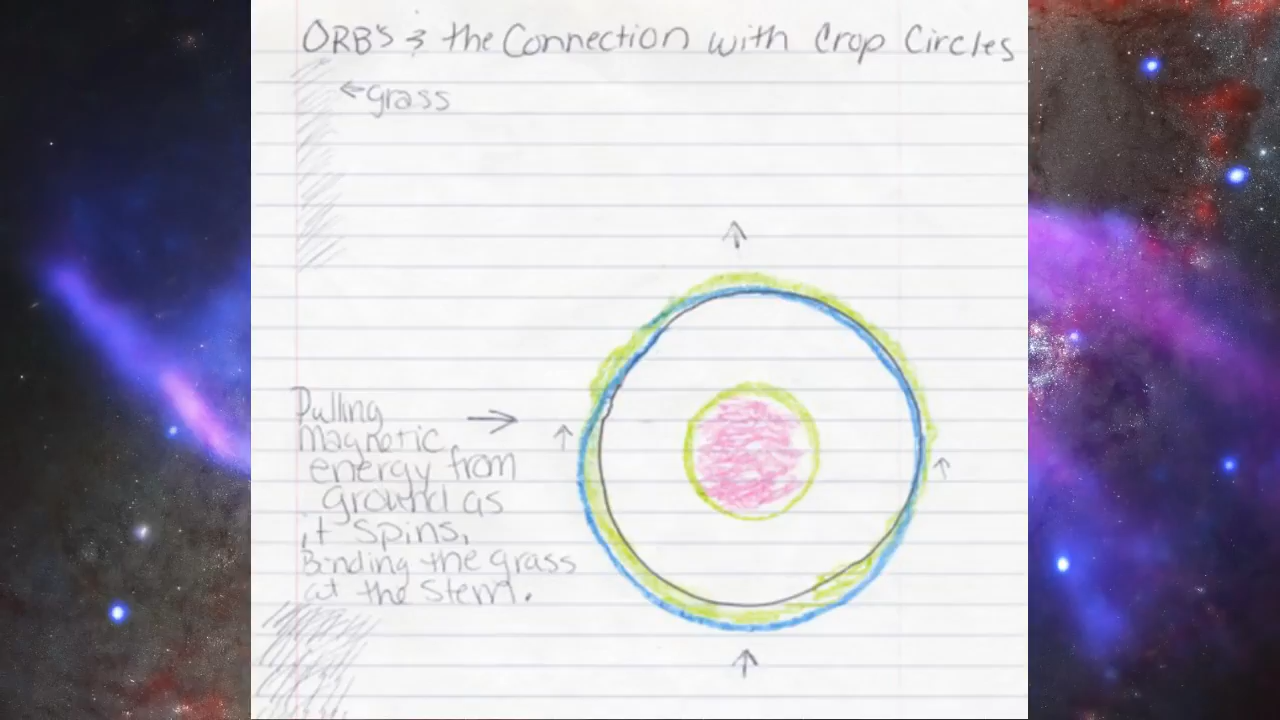 ORB'S & the Connection with Crop Circles
←grass
Pulling →
Magnetic
energy from
ground as
it spins,
Bending the grass
at the stem.